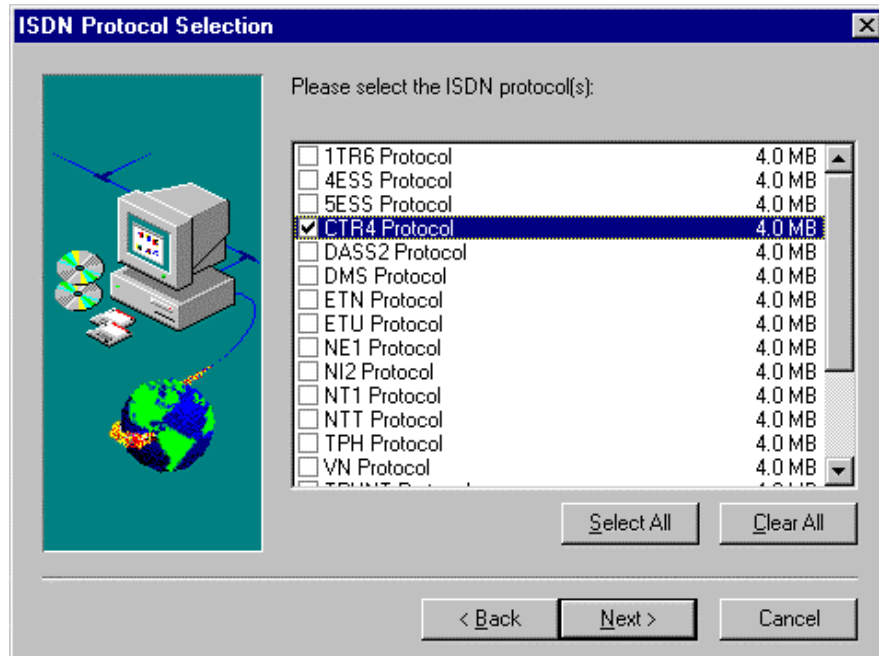 ISDN Protocol Selection
Please select the ISDN protocol(s):
1TR6 Protocol 4.0 MB
4ESS Protocol 4.0 MB
5ESS Protocol 4.0 MB
CTR4 Protocol 4.0 MB
DASS2 Protocol 4.0 MB
DMS Protocol 4.0 MB
ETN Protocol 4.0 MB
ETU Protocol 4.0 MB
NE1 Protocol 4.0 MB
NI2 Protocol 4.0 MB
NT1 Protocol 4.0 MB
NTT Protocol 4.0 MB
TPH Protocol 4.0 MB
VN Protocol 4.0 MB
Select All Clear All
< Back Next > Cancel